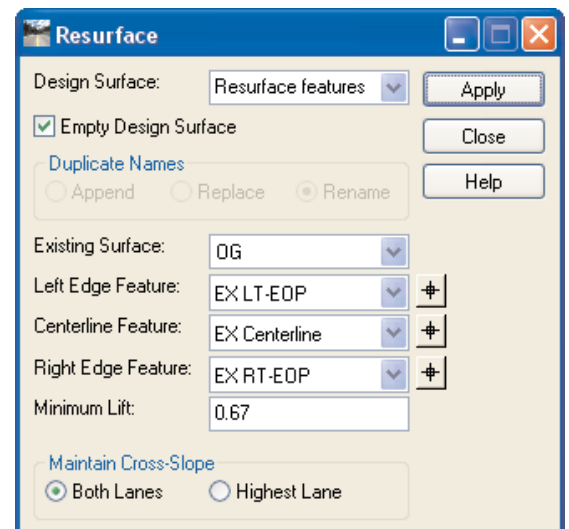 Resurface
Design Surface: Resurface features Apply
Empty Design Surface Close
Duplicate Names
Append Replace Rename Help
Existing Surface: OG
Left Edge Feature: EX LT-EOP
Centerline Feature: EX Centerline
Right Edge Feature: EX RT-EOP
Minimum Lift: 0.67
Maintain Cross-Slope
Both Lanes Highest Lane